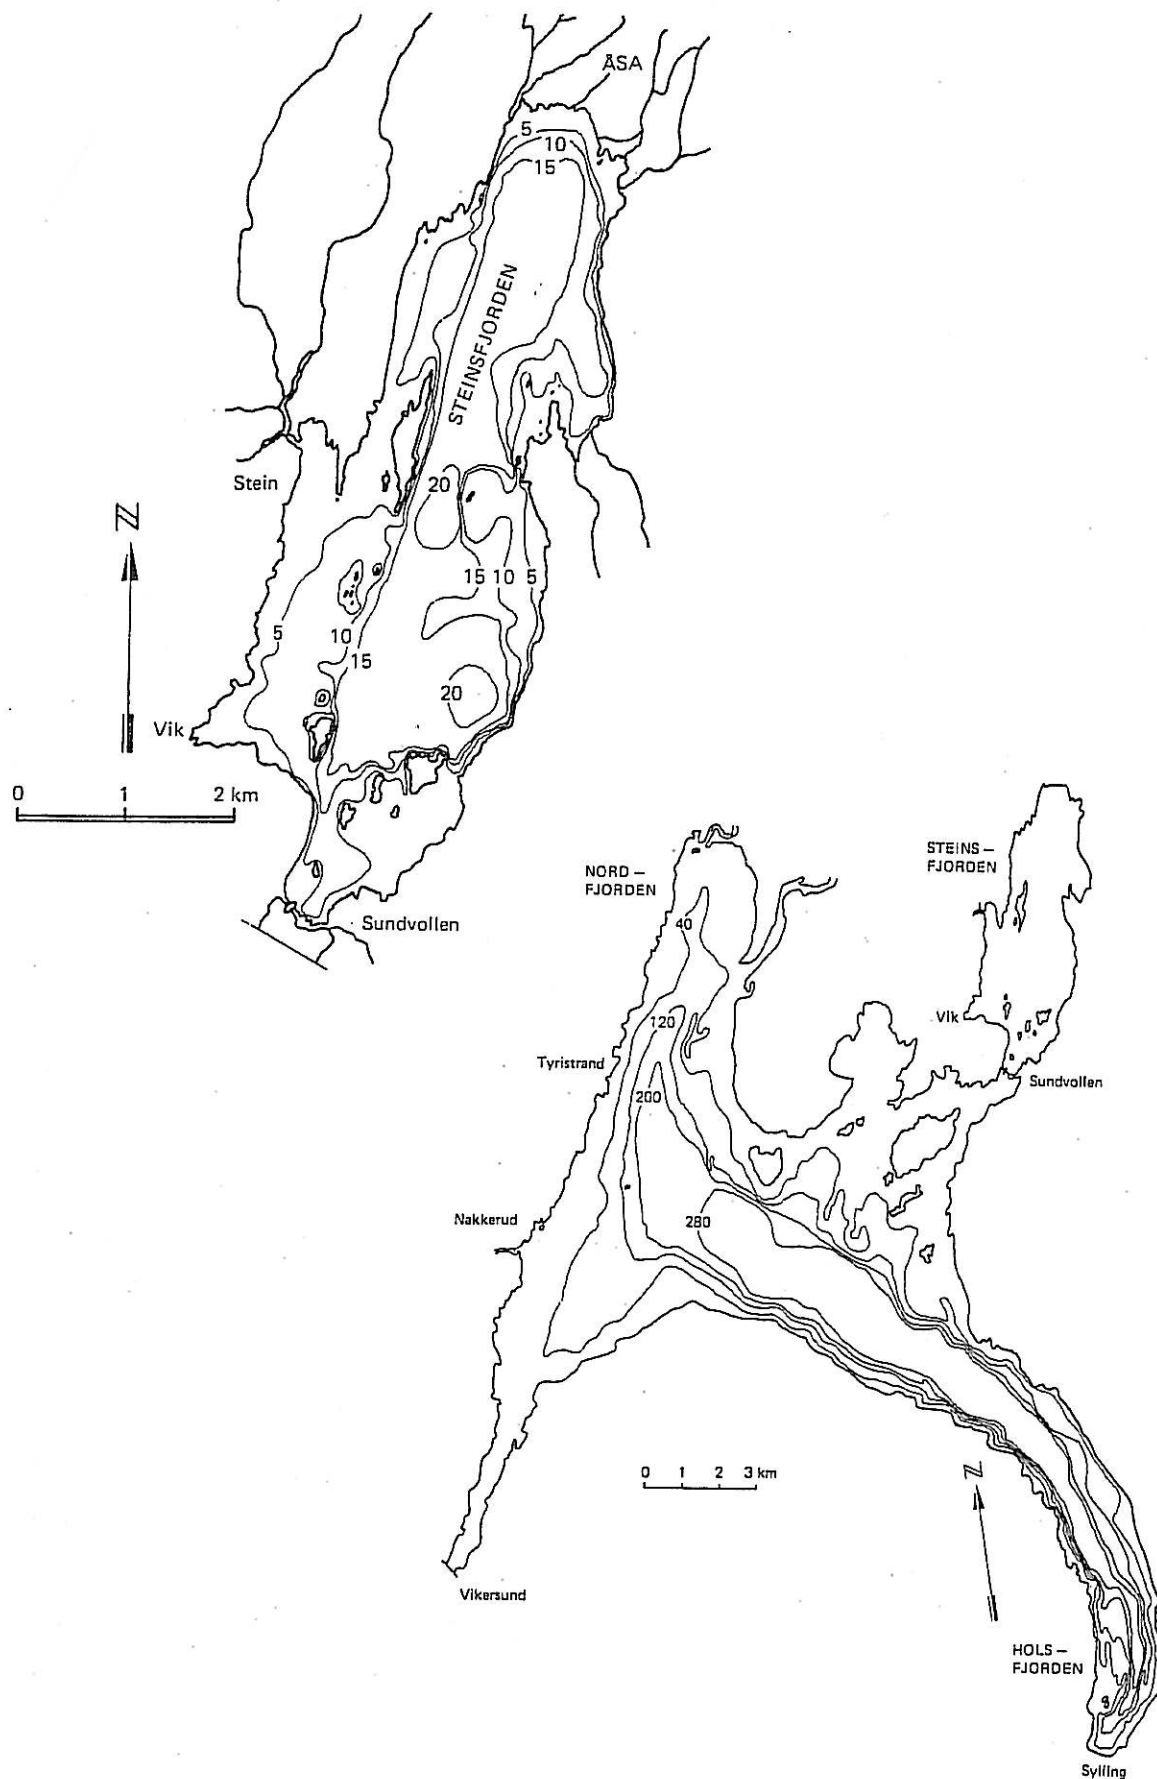 ÅSA
5
10
15
STEINSFJORDEN
Stein
20
N
15 10 5
5
10
15
20
Vik
0 1 2 km
Sundvollen
NORD –
FJORDEN
STEINS –
FJORDEN
40
Vik
120
Tyristrand
Sundvollen
200
Nakkerud
280
0 1 2 3 km
N
Vikersund
HOLS –
FJORDEN
Sylling